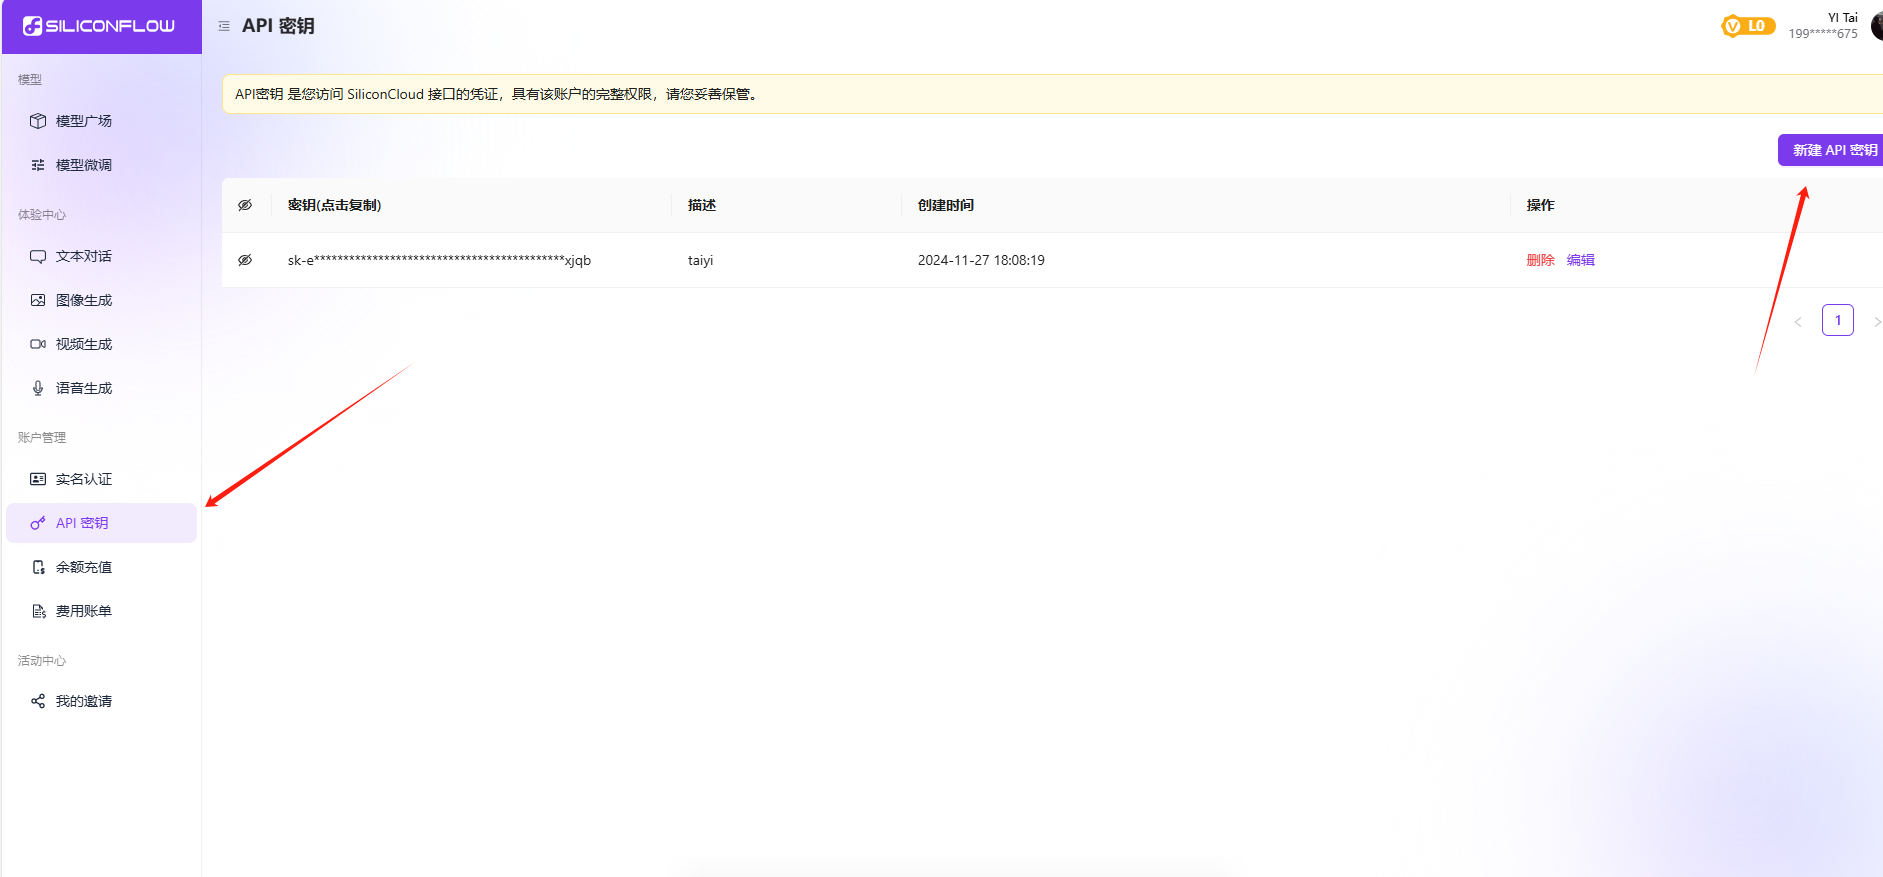 SILICONFLOW
API 密钥
L0
YI Tai
199*****675
模型
模型广场
模型微调
体验中心
文本对话
图像生成
视频生成
语音生成
账户管理
实名认证
API 密钥
余额充值
费用账单
活动中心
我的邀请
API密钥 是您访问 SiliconCloud 接口的凭证，具有该账户的完整权限，请您妥善保管。
新建 API 密钥
密钥(点击复制) 描述 创建时间 操作
sk-e********************************************xjqb taiyi 2024-11-27 18:08:19 删除 编辑
< 1 >